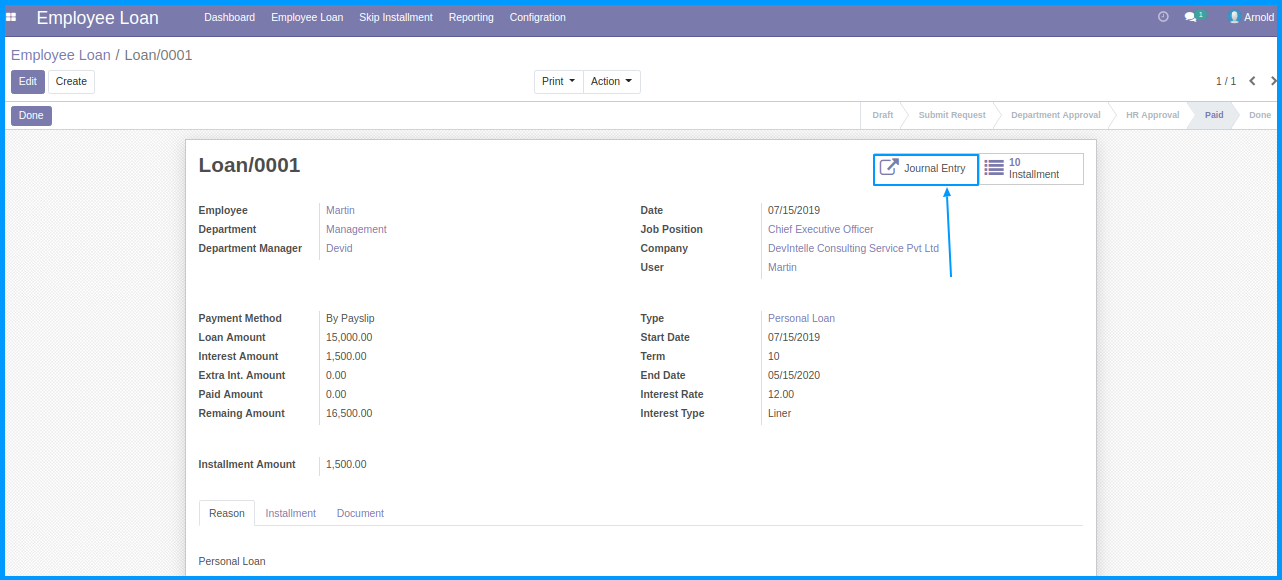 Employee Loan Dashboard Employee Loan Skip Installment Reporting Configration 1 Arnold
Employee Loan / Loan/0001
Edit Create Print Action 1 / 1
Done Draft Submit Request Department Approval HR Approval Paid Done
Loan/0001
Journal Entry
10
Installment
Employee Martin Date 07/15/2019
Department Management Job Position Chief Executive Officer
Department Manager Devid Company DevIntelle Consulting Service Pvt Ltd
User Martin
Payment Method By Payslip Type Personal Loan
Loan Amount 15,000.00 Start Date 07/15/2019
Interest Amount 1,500.00 Term 10
Extra Int. Amount 0.00 End Date 05/15/2020
Paid Amount 0.00 Interest Rate 12.00
Remaing Amount 16,500.00 Interest Type Liner
Installment Amount 1,500.00
Reason Installment Document
Personal Loan